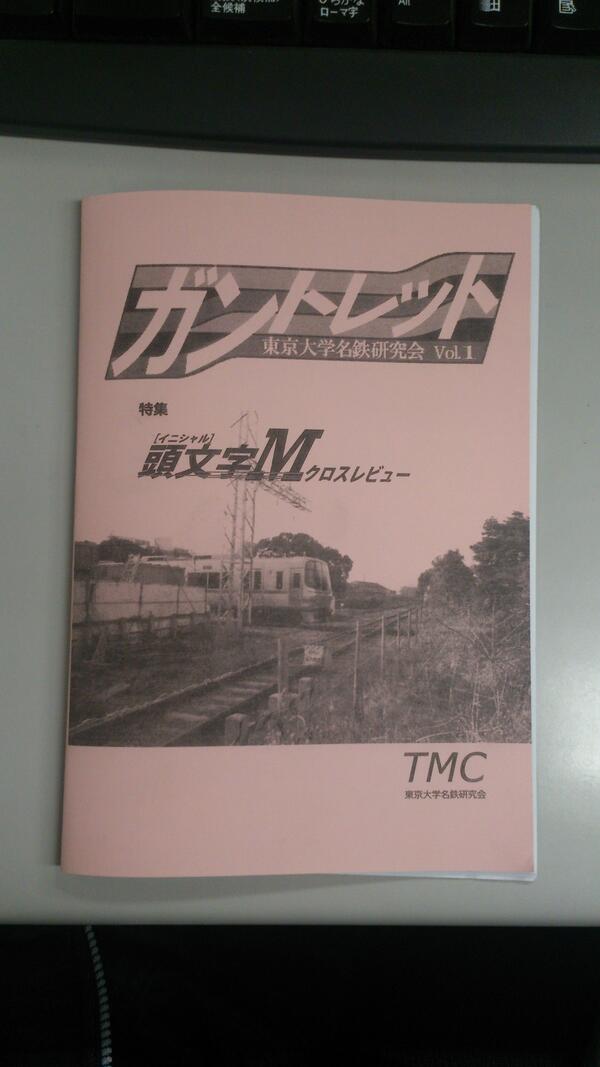 全候補
ローマ字
Alt
ガントレット
東京大学名鉄研究会 Vol.1
特集
[イニシャル]
頭文字M クロスレビュー
TMC
東京大学名鉄研究会